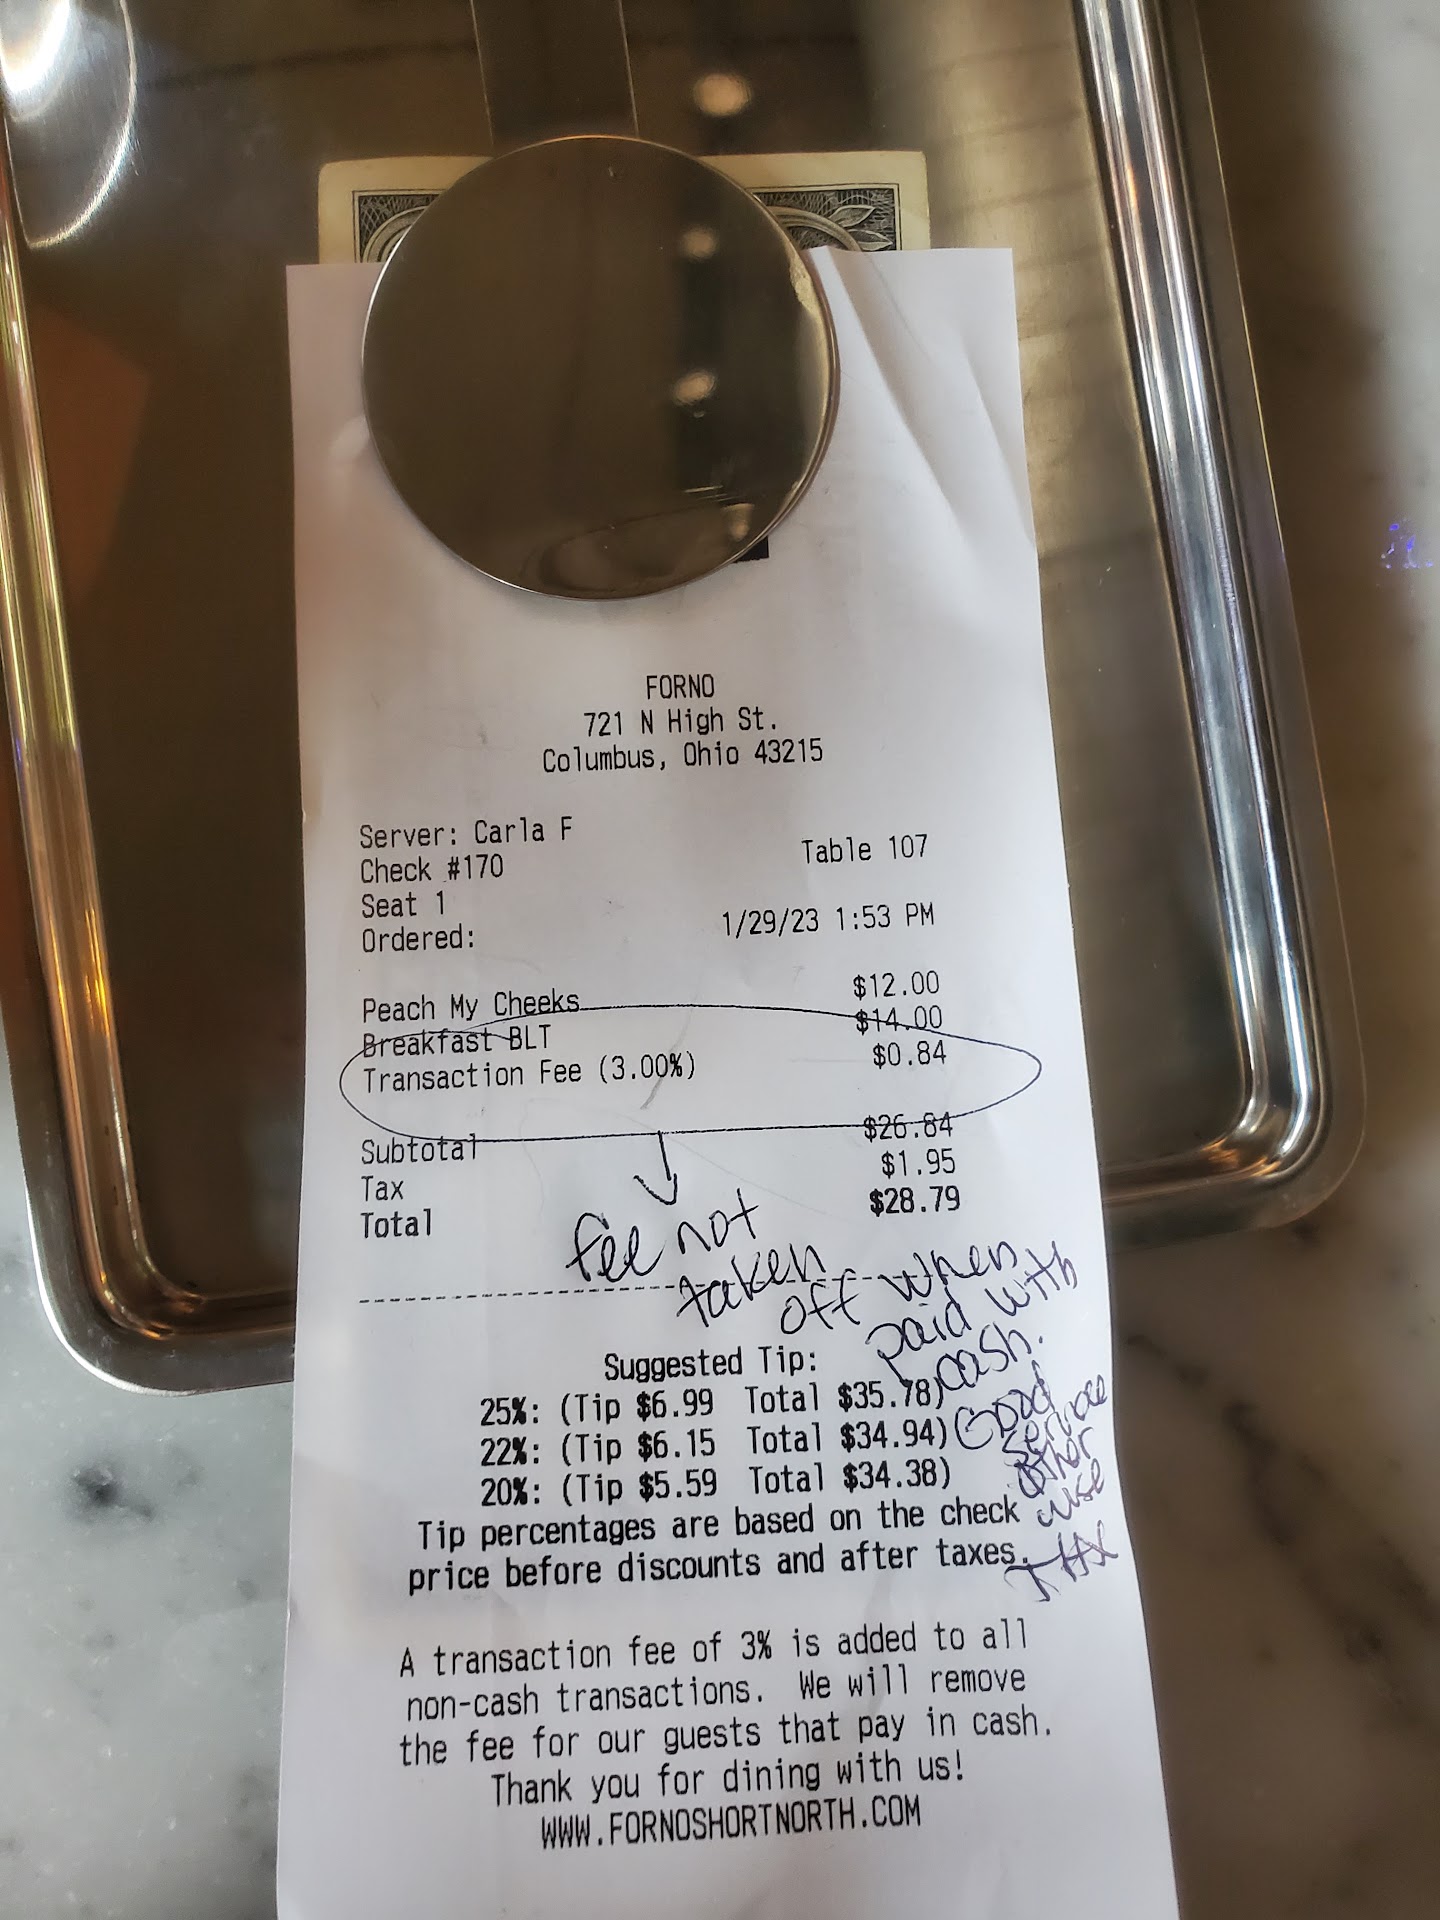 FORNO
721 N High St.
Columbus, Ohio 43215
Server: Carla F
Check #170 Table 107
Seat 1
Ordered: 1/29/23 1:53 PM
Peach My Cheeks $12.00
Breakfast BLT $14.00
Transaction Fee (3.00%) $0.84
Subtotal $26.84
Tax $1.95
Total $28.79
fee not
taken
off when
paid with
cash.
Good
service
other
wise
THX
Suggested Tip:
25%: (Tip $6.99 Total $35.78)
22%: (Tip $6.15 Total $34.94)
20%: (Tip $5.59 Total $34.38)
Tip percentages are based on the check
price before discounts and after taxes.
A transaction fee of 3% is added to all
non-cash transactions. We will remove
the fee for our guests that pay in cash.
Thank you for dining with us!
WWW.FORNOSHORTNORTH.COM